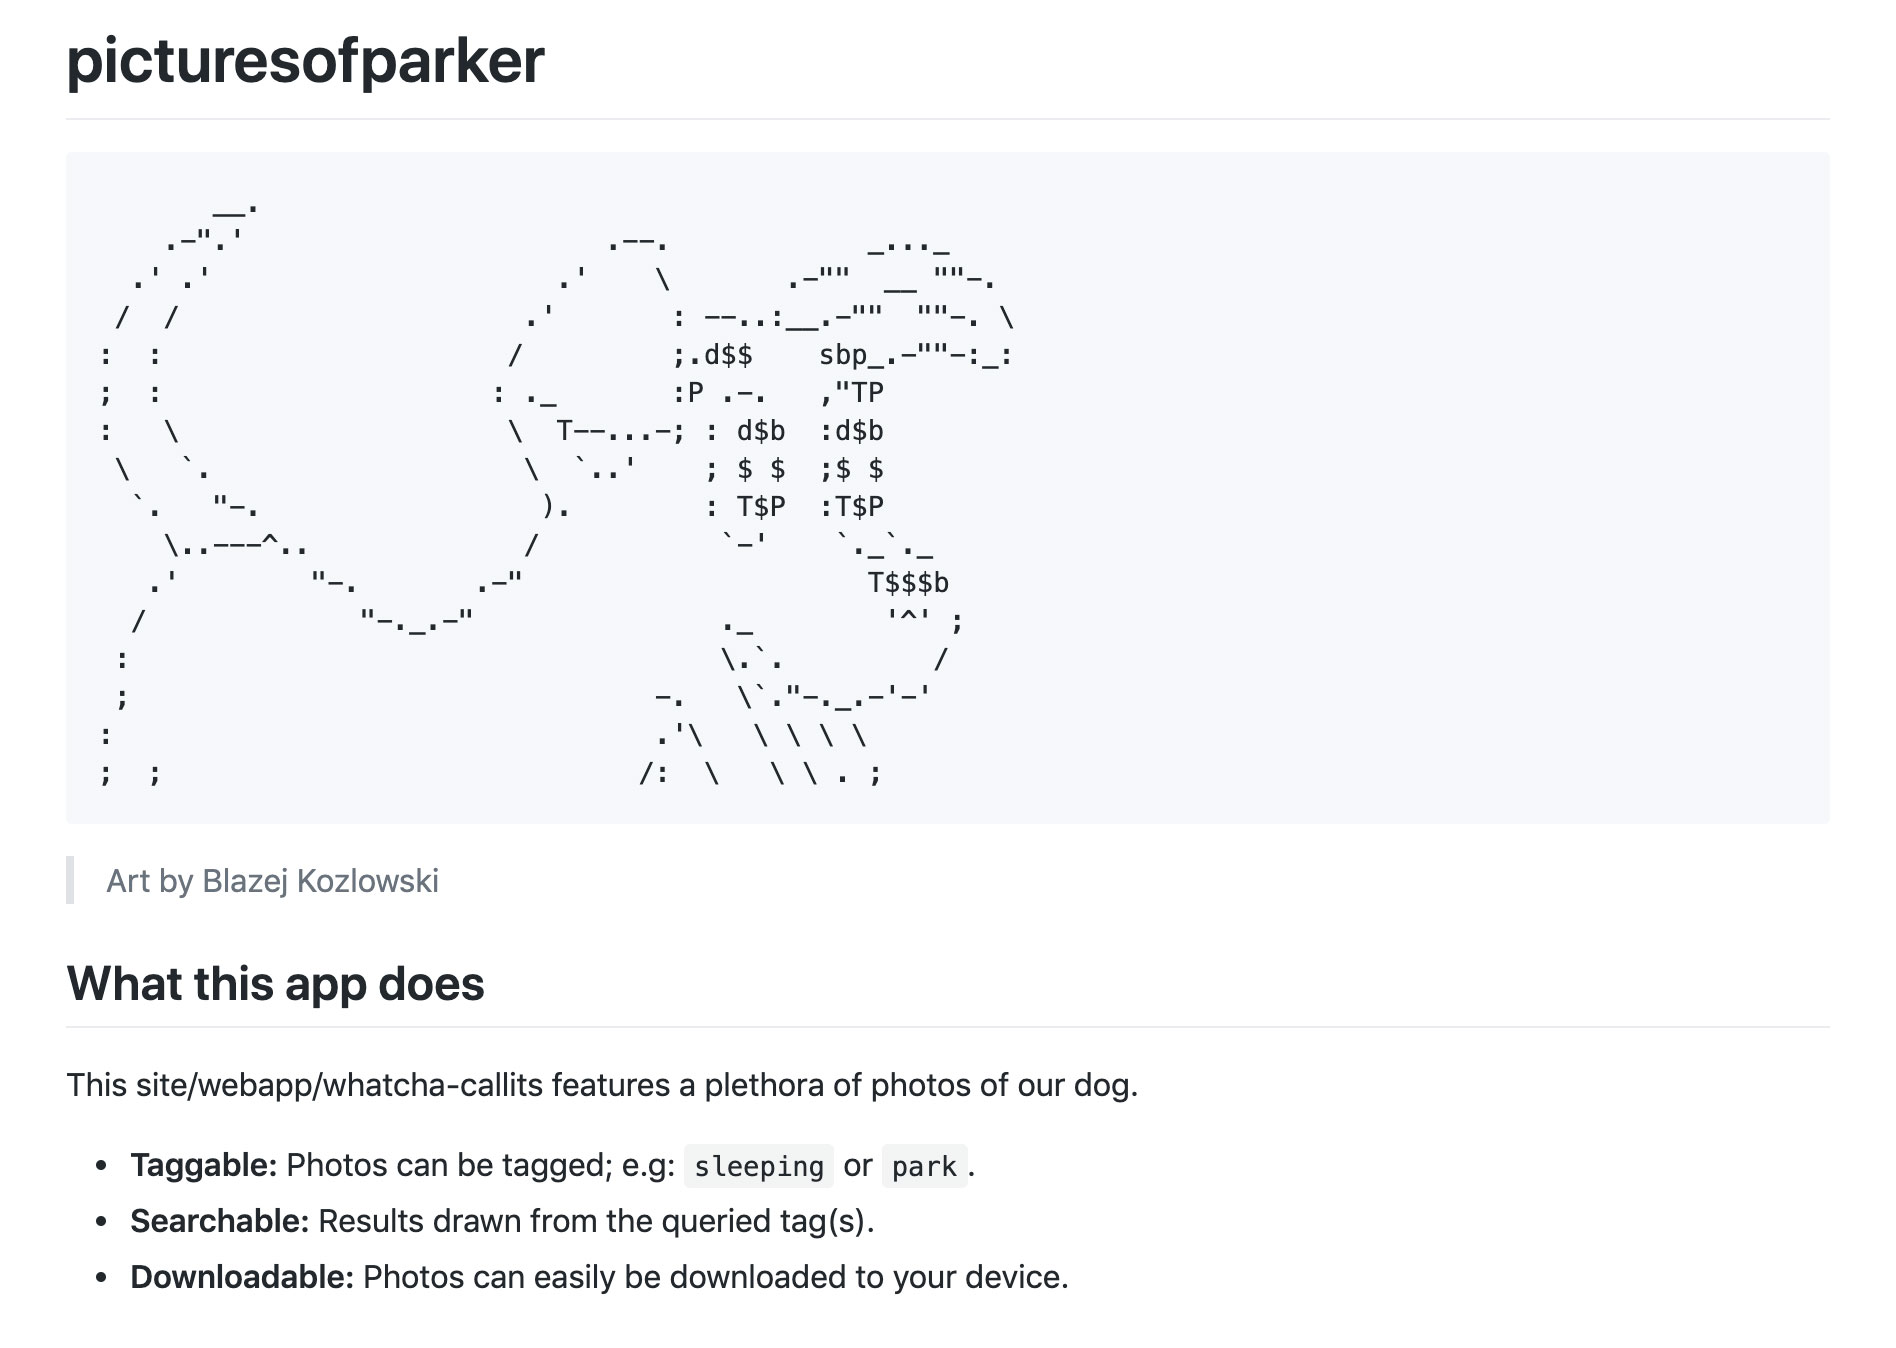 picturesofparker
       __.
    .-".'                       .--.            _..._
  .' .'                      .'    \       .-""  __ ""-.
 /  /                      .'       : --..:__.-""  ""-. \
:  :                      /         ;.d$$    sbp_.-""-:_:
;  :                     : ._       :P .-.   ,"TP
:   \                     \  T--...-; : d$b  :d$b
 \   `.                    \  `..'    ; $ $  ;$ $
  `.   "-.                  ).        : T$P  :T$P
    \..---^..              /           `-'    `._`._
   .'        "-.       .-"                      T$$$b
  /             "-._.-"               ._         '^' ;
 :                                     \.`.         /
 ;                                -.   \`."-._.-'-'
:                                 .'\   \ \ \ \
;  ;                             /:  \   \ \ . ;
Art by Blazej Kozlowski
What this app does
This site/webapp/whatcha-callits features a plethora of photos of our dog.
• Taggable: Photos can be tagged; e.g: sleeping or park.
• Searchable: Results drawn from the queried tag(s).
• Downloadable: Photos can easily be downloaded to your device.